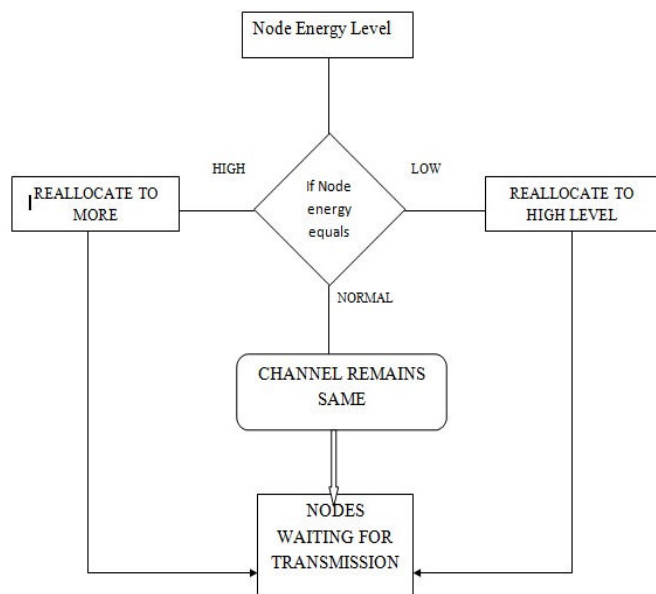 Node Energy Level
HIGH
LOW
If Node
energy
equals
REALLOCATE TO
MORE
REALLOCATE TO
HIGH LEVEL
NORMAL
CHANNEL REMAINS
SAME
NODES
WAITING FOR
TRANSMISSION